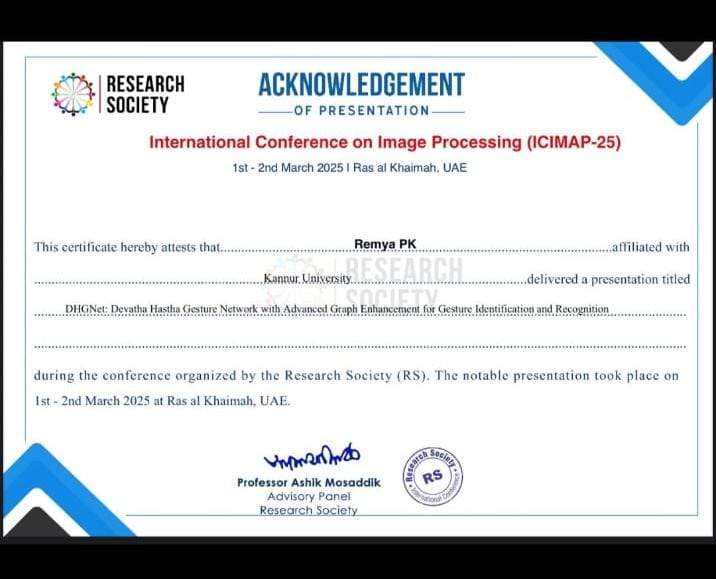 RESEARCH
SOCIETY
ACKNOWLEDGEMENT
OF PRESENTATION
International Conference on Image Processing (ICIMAP-25)
1st - 2nd March 2025 I Ras al Khaimah, UAE
This certificate hereby attests that Remya PK affiliated with
Kannur University delivered a presentation titled
DHGNet: Devatha Hastha Gesture Network with Advanced Graph Enhancement for Gesture Identification and Recognition
RESEARCH
SOCIETY
during the conference organized by the Research Society (RS). The notable presentation took place on
1st - 2nd March 2025 at Ras al Khaimah, UAE.
Professor Ashik Mosaddik
Advisory Panel
Research Society
Research Society
RS
International Conference